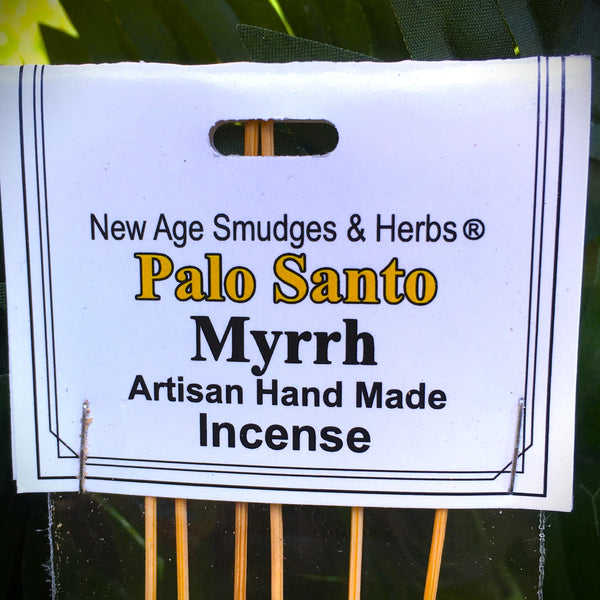 New Age Smudges & Herbs®
Palo Santo
Myrrh
Artisan Hand Made
Incense